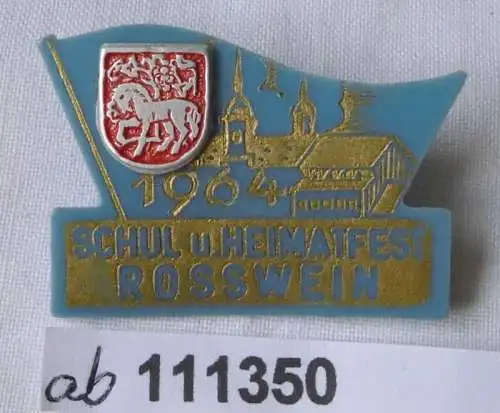 1964
SCHUL u. HEIMATFEST
ROSSWEIN
ab 111350